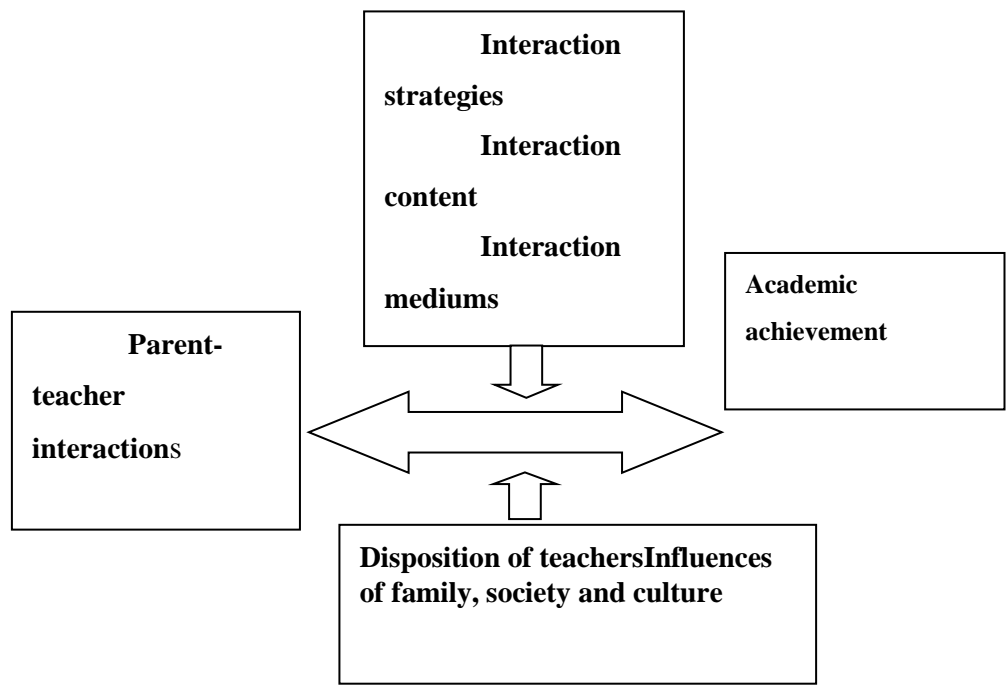 Interaction
strategies
Interaction
content
Interaction
mediums
Academic
achievement
Parent-
teacher
interactions
Disposition of teachersInfluences
of family, society and culture